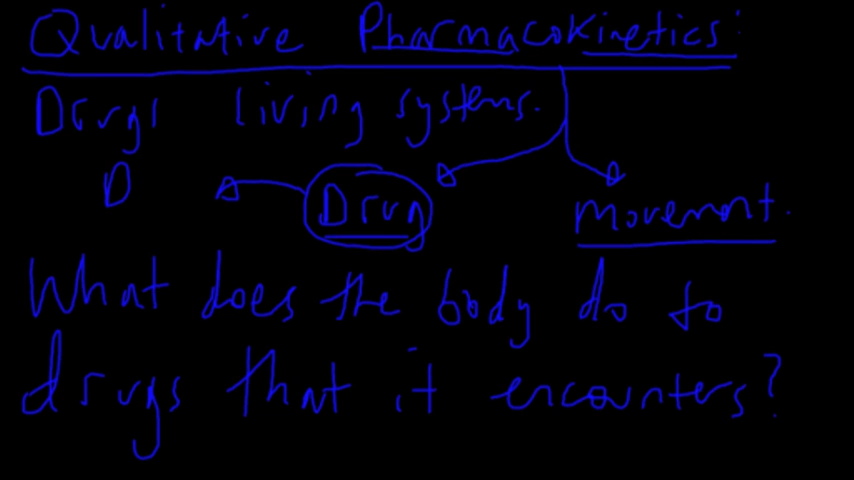 Qualitative Pharmacokinetics:
Drugs living systems.
D Drug movement.
What does the body do to
drugs that it encounters?